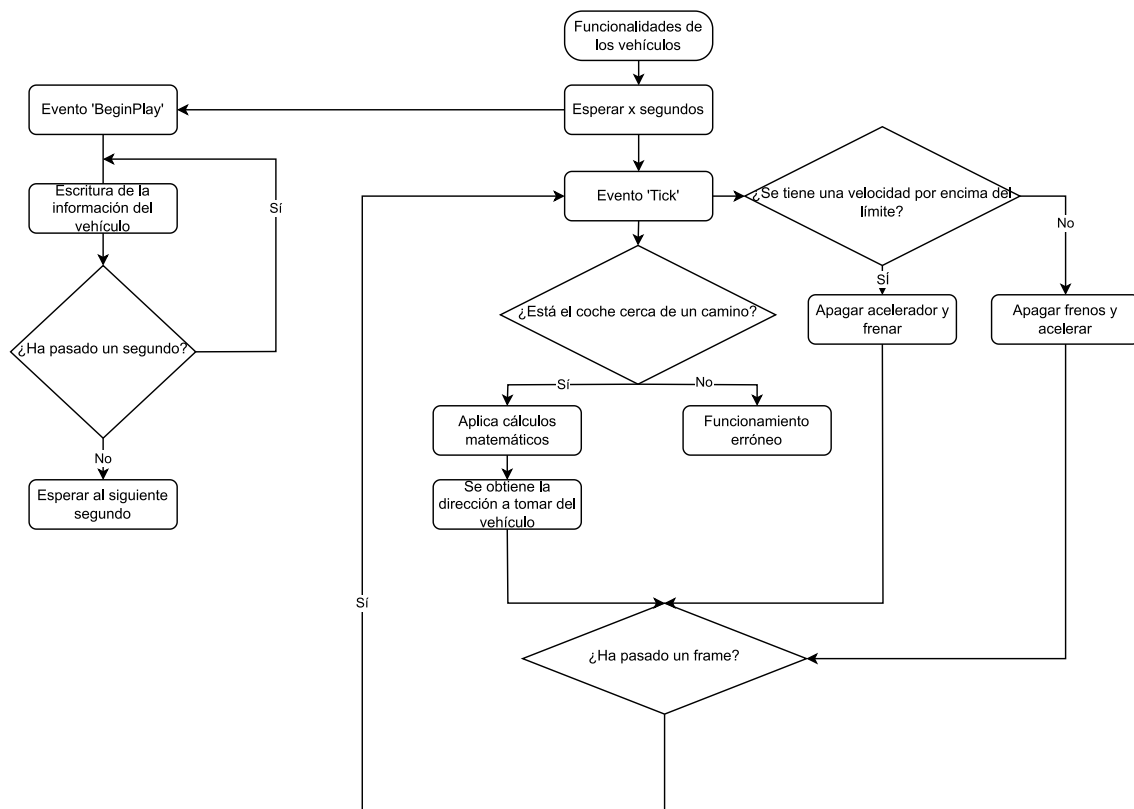 Funcionalidades de
los vehículos
Evento 'BeginPlay'
Esperar x segundos
Escritura de la
información del
vehículo
Sí
Evento 'Tick'
¿Se tiene una velocidad por encima del
límite?
No
SÍ
¿Está el coche cerca de un camino?
Apagar acelerador y
frenar
Apagar frenos y
acelerar
¿Ha pasado un segundo?
Sí
No
Aplica cálculos
matemáticos
Funcionamiento
erróneo
No
Esperar al siguiente
segundo
Se obtiene la
dirección a tomar del
vehículo
Sí
¿Ha pasado un frame?